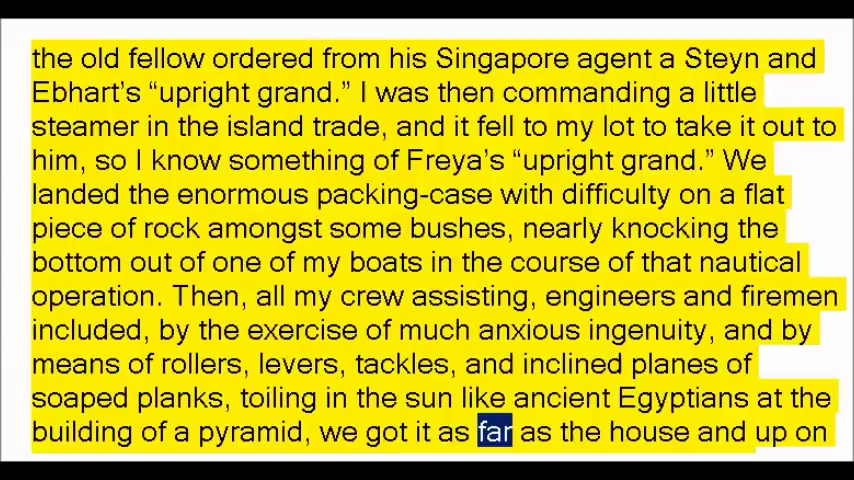 the old fellow ordered from his Singapore agent a Steyn and
Ebhart’s “upright grand.” I was then commanding a little
steamer in the island trade, and it fell to my lot to take it out to
him, so I know something of Freya’s “upright grand.” We
landed the enormous packing-case with difficulty on a flat
piece of rock amongst some bushes, nearly knocking the
bottom out of one of my boats in the course of that nautical
operation. Then, all my crew assisting, engineers and firemen
included, by the exercise of much anxious ingenuity, and by
means of rollers, levers, tackles, and inclined planes of
soaped planks, toiling in the sun like ancient Egyptians at the
building of a pyramid, we got it as far as the house and up on